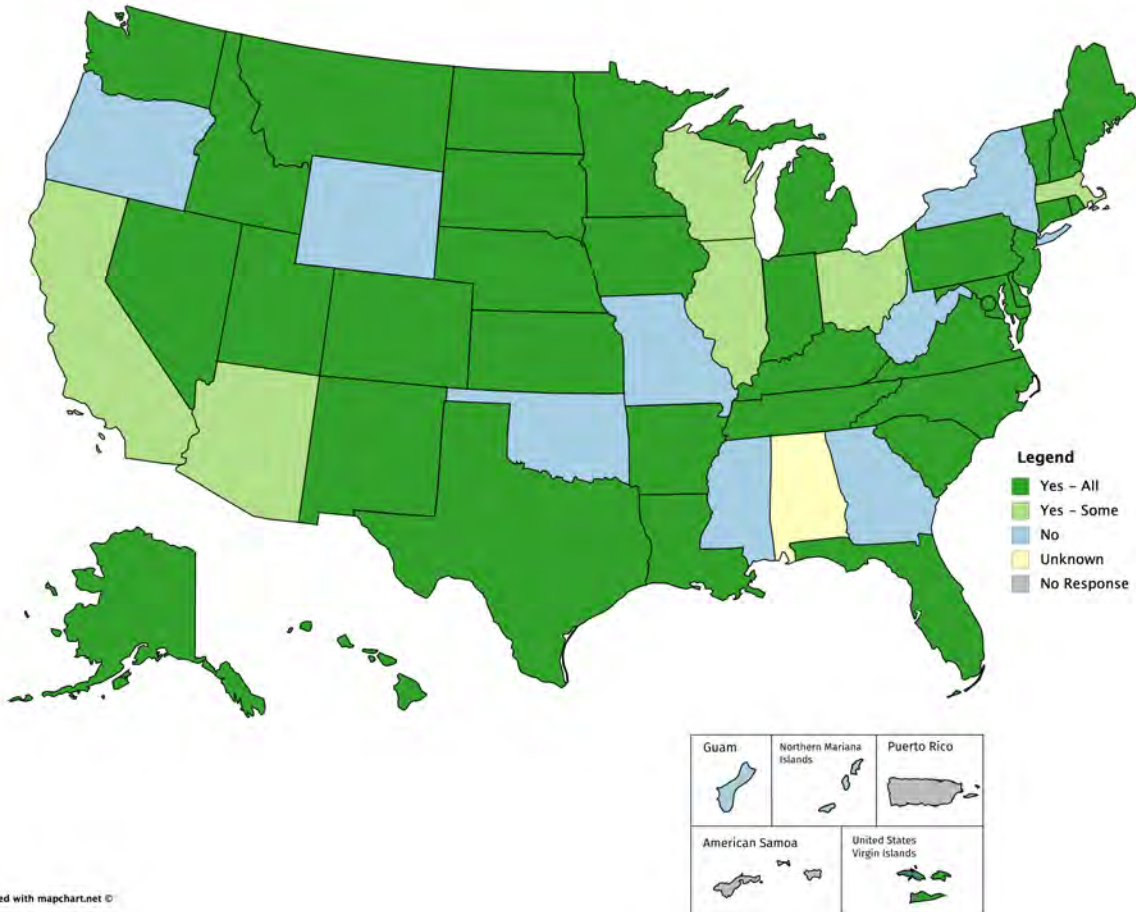 Legend
Yes – All
Yes – Some
No
Unknown
No Response
Guam
Northern Mariana
Islands
Puerto Rico
American Samoa
United States
Virgin Islands
ed with mapchart.net ©